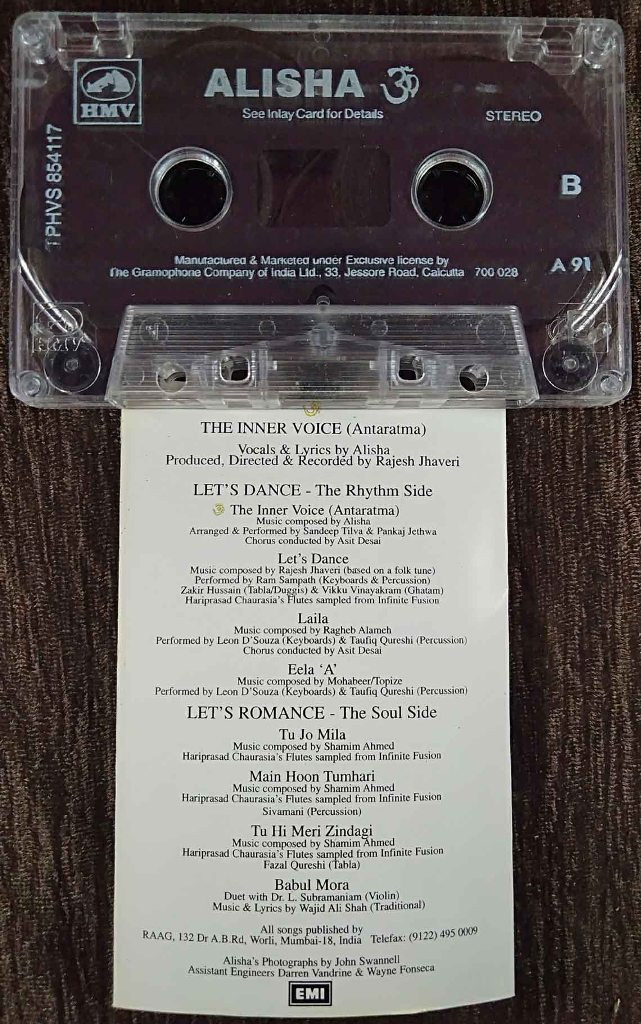 HMV
ALISHA ॐ
See Inlay Card for Details
STEREO
TPHVS 854117
B
Manufactured & Marketed under Exclusive license by
The Gramophone Company of India Ltd., 33, Jessore Road, Calcutta 700 028
A 91
ॐ
THE INNER VOICE (Antaratma)
Vocals & Lyrics by Alisha
Produced, Directed & Recorded by Rajesh Jhaveri
LET'S DANCE - The Rhythm Side
ॐ The Inner Voice (Antaratma)
Music composed by Alisha
Arranged & Performed by Sandeep Tilva & Pankaj Jethwa
Chorus conducted by Asit Desai
Let's Dance
Music composed by Rajesh Jhaveri (based on a folk tune)
Performed by Ram Sampath (Keyboards & Percussion)
Zakir Hussain (Tabla/Duggis) & Vikku Vinayakram (Ghatam)
Hariprasad Chaurasia's Flutes sampled from Infinite Fusion
Laila
Music composed by Ragheb Alameh
Performed by Leon D'Souza (Keyboards) & Taufiq Qureshi (Percussion)
Chorus conducted by Asit Desai
Eela 'A'
Music composed by Mohabeer/Topize
Performed by Leon D'Souza (Keyboards) & Taufiq Qureshi (Percussion)
LET'S ROMANCE - The Soul Side
Tu Jo Mila
Music composed by Shamim Ahmed
Hariprasad Chaurasia's Flutes sampled from Infinite Fusion
Main Hoon Tumhari
Music composed by Shamim Ahmed
Hariprasad Chaurasia's Flutes sampled from Infinite Fusion
Sivamani (Percussion)
Tu Hi Meri Zindagi
Music composed by Shamim Ahmed
Hariprasad Chaurasia's Flutes sampled from Infinite Fusion
Fazal Qureshi (Tabla)
Babul Mora
Duet with Dr. L. Subramaniam (Violin)
Music & Lyrics by Wajid Ali Shah (Traditional)
All songs published by
RAAG, 132 Dr A.B.Rd, Worli, Mumbai-18, India Telefax: (9122) 495 0009
Alisha's Photographs by John Swannell
Assistant Engineers Darren Vandrine & Wayne Fonseca
EMI